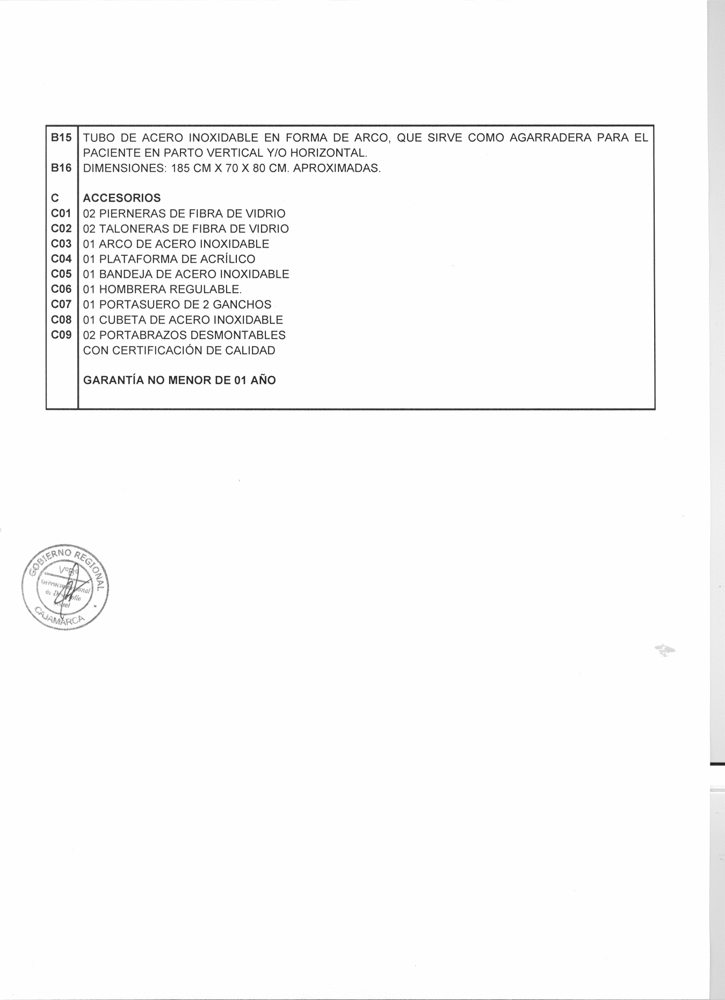 B15 TUBO DE ACERO INOXIDABLE EN FORMA DE ARCO, QUE SIRVE COMO AGARRADERA PARA EL
PACIENTE EN PARTO VERTICAL Y/O HORIZONTAL.
B16 DIMENSIONES: 185 CM X 70 X 80 CM. APROXIMADAS.
C ACCESORIOS
C01 02 PIERNERAS DE FIBRA DE VIDRIO
C02 02 TALONERAS DE FIBRA DE VIDRIO
C03 01 ARCO DE ACERO INOXIDABLE
C04 01 PLATAFORMA DE ACRÍLICO
C05 01 BANDEJA DE ACERO INOXIDABLE
C06 01 HOMBRERA REGULABLE.
C07 01 PORTASUERO DE 2 GANCHOS
C08 01 CUBETA DE ACERO INOXIDABLE
C09 02 PORTABRAZOS DESMONTABLES
CON CERTIFICACIÓN DE CALIDAD
GARANTÍA NO MENOR DE 01 AÑO
GOBIERNO REGIONAL
VºBº
Gerencia Regional
de Desarrollo
Social
CAJAMARCA